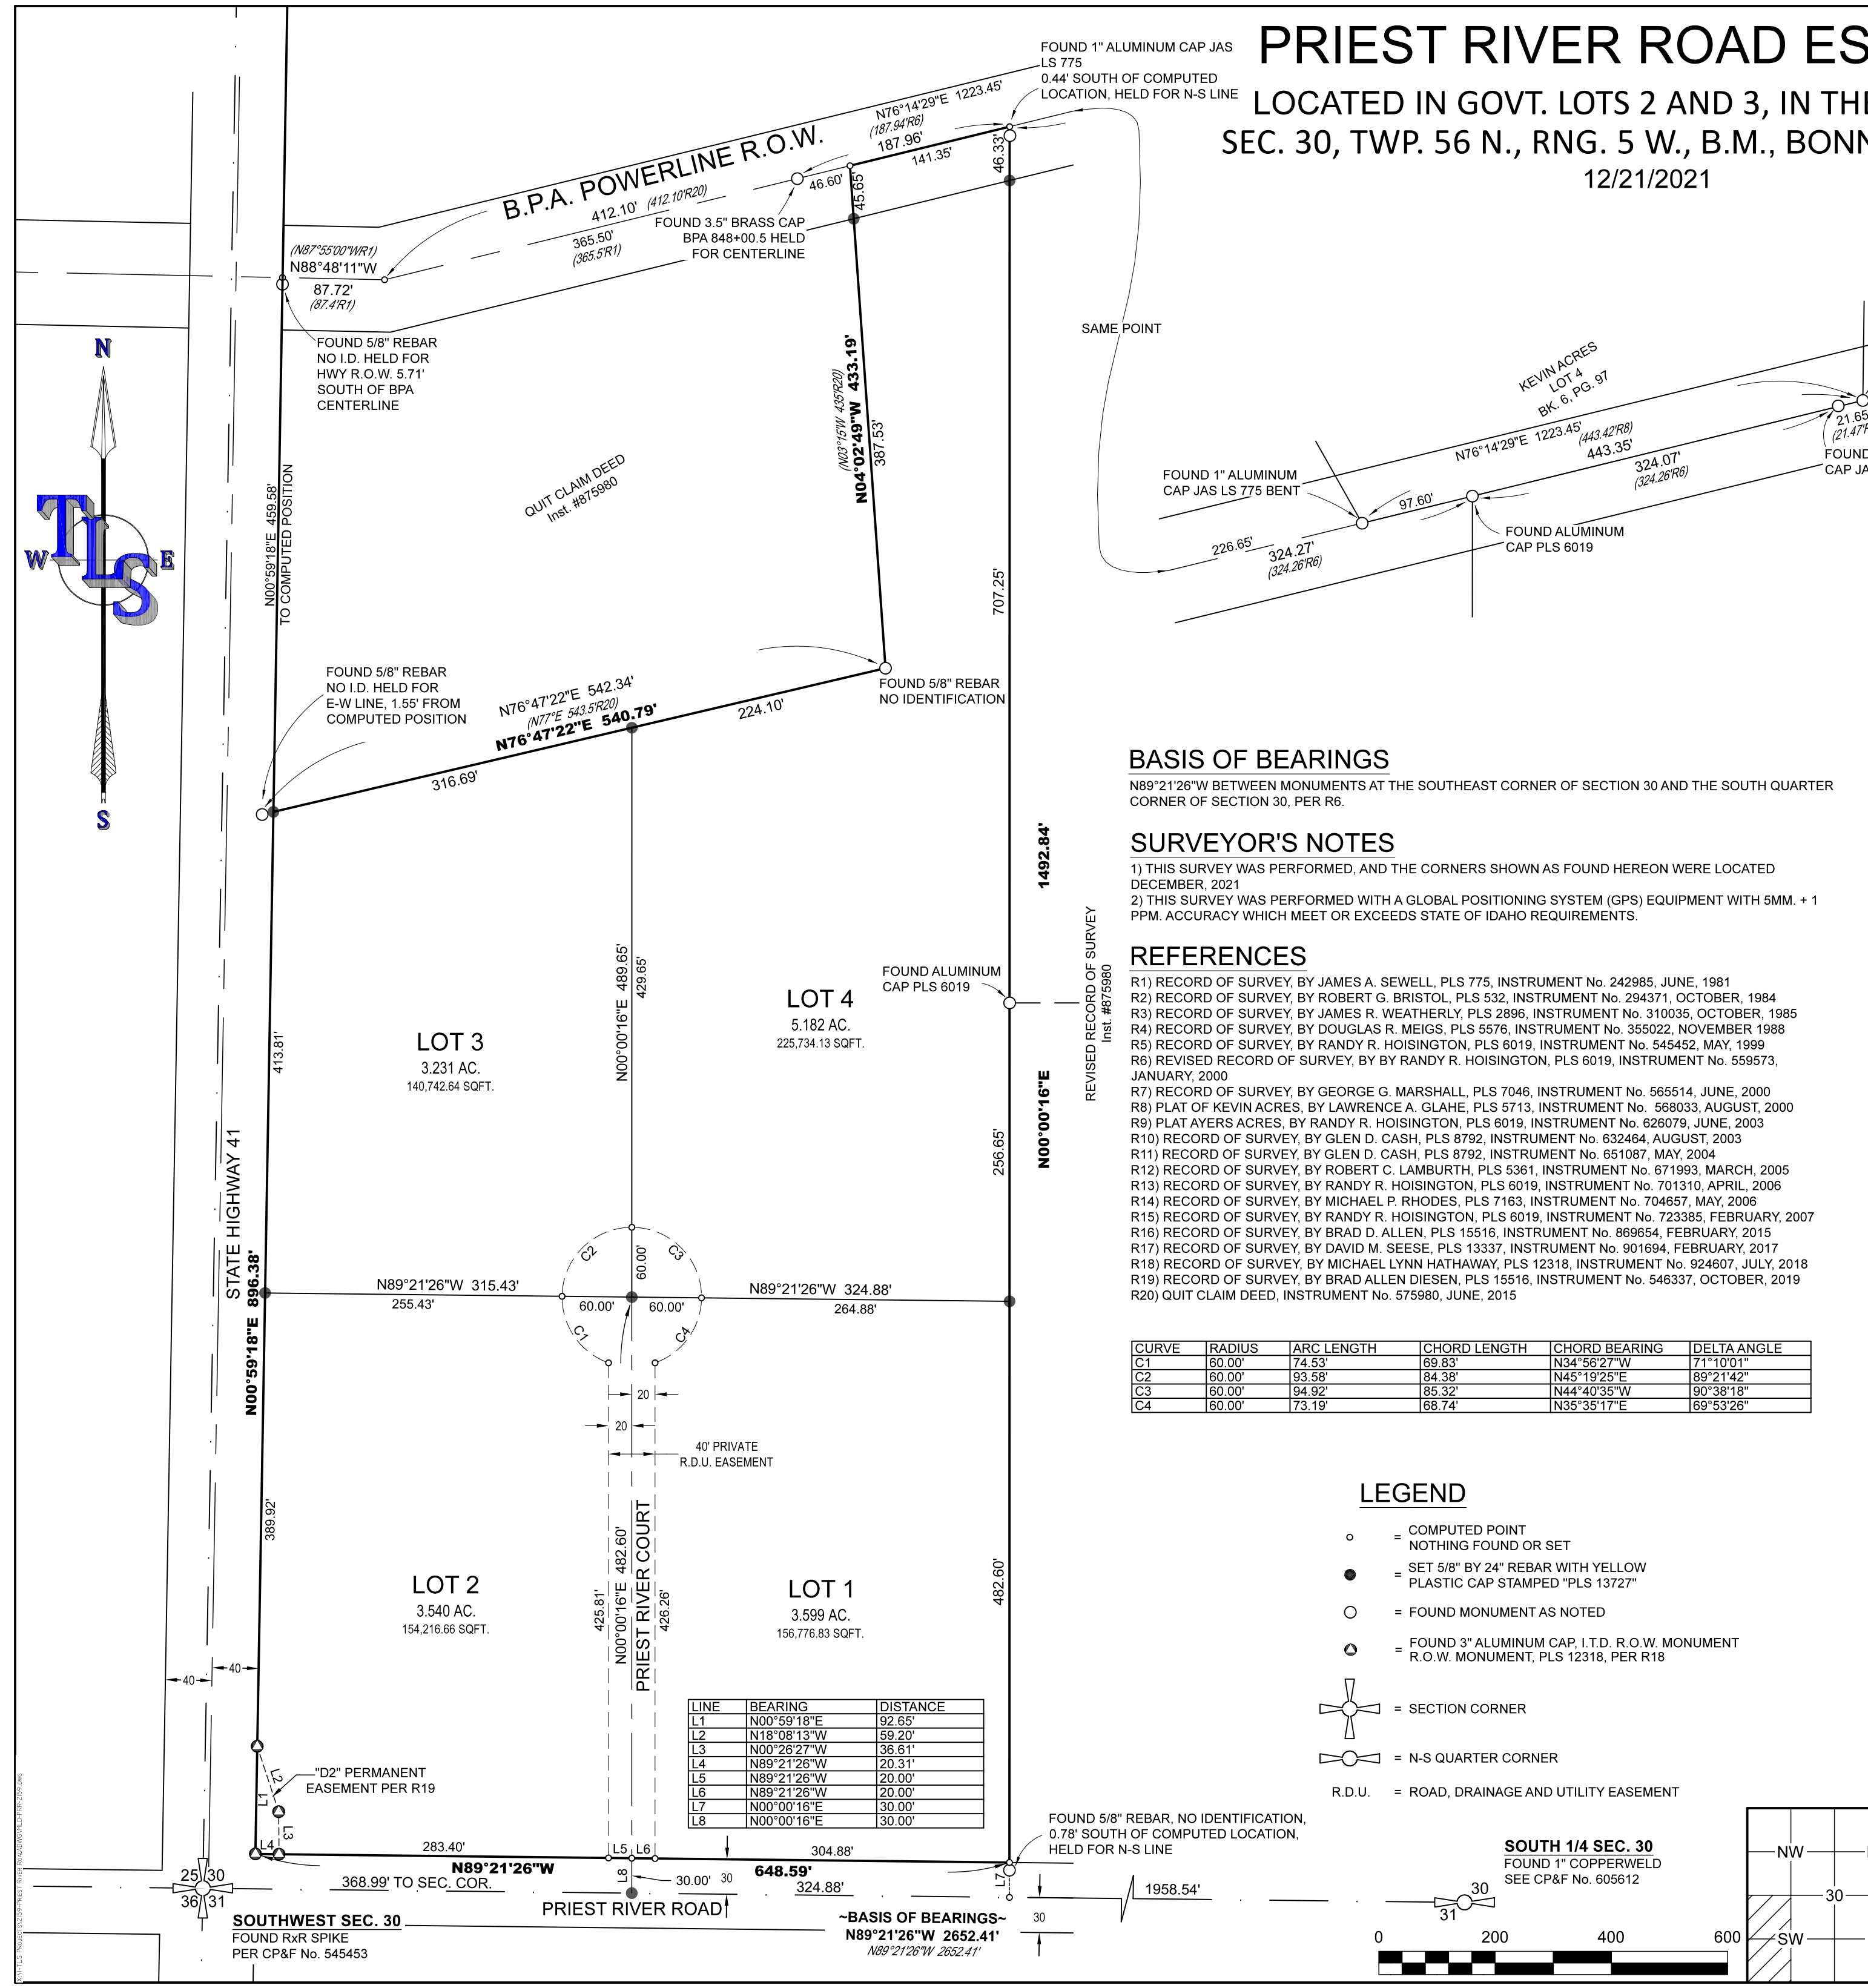 PRIEST RIVER ROAD ES
LOCATED IN GOVT. LOTS 2 AND 3, IN THE
SEC. 30, TWP. 56 N., RNG. 5 W., B.M., BONN
12/21/2021
FOUND 1" ALUMINUM CAP JAS
LS 775
0.44' SOUTH OF COMPUTED
LOCATION, HELD FOR N-S LINE
N76°14'29"E 1223.45'
(187.94'R6)
187.96'
141.35'
46.33'
B.P.A. POWERLINE R.O.W.
46.60'
45.65'
412.10' (412.10'R20)
365.50'
(365.5'R1)
FOUND 3.5" BRASS CAP
BPA 848+00.5 HELD
FOR CENTERLINE
(N87°55'00"WR1)
N88°48'11"W
87.72'
(87.4'R1)
FOUND 5/8" REBAR
NO I.D. HELD FOR
HWY R.O.W. 5.71'
SOUTH OF BPA
CENTERLINE
SAME POINT
N
W
E
S
TLS
KEVIN ACRES
LOT 4
BK. 6, PG. 97
N76°14'29"E 1223.45'
(443.42'R8)
443.35'
324.07'
(324.26'R6)
21.65
(21.47'R
FOUND
CAP JA
FOUND 1" ALUMINUM
CAP JAS LS 775 BENT
97.60'
FOUND ALUMINUM
CAP PLS 6019
226.65'
324.27'
(324.26'R6)
(N03°15'W 435'R20)
N04°02'49"W 433.19'
387.53'
QUIT CLAIM DEED
Inst. #875980
N00°59'18"E 459.58'
TO COMPUTED POSITION
707.25'
FOUND 5/8" REBAR
NO I.D. HELD FOR
E-W LINE, 1.55' FROM
COMPUTED POSITION
N76°47'22"E 542.34'
(N77°E 543.5'R20)
N76°47'22"E 540.79'
316.69'
224.10'
FOUND 5/8" REBAR
NO IDENTIFICATION
BASIS OF BEARINGS
N89°21'26"W BETWEEN MONUMENTS AT THE SOUTHEAST CORNER OF SECTION 30 AND THE SOUTH QUARTER
CORNER OF SECTION 30, PER R6.
SURVEYOR'S NOTES
1) THIS SURVEY WAS PERFORMED, AND THE CORNERS SHOWN AS FOUND HEREON WERE LOCATED
DECEMBER, 2021
2) THIS SURVEY WAS PERFORMED WITH A GLOBAL POSITIONING SYSTEM (GPS) EQUIPMENT WITH 5MM. + 1
PPM. ACCURACY WHICH MEET OR EXCEEDS STATE OF IDAHO REQUIREMENTS.
REFERENCES
R1) RECORD OF SURVEY, BY JAMES A. SEWELL, PLS 775, INSTRUMENT No. 242985, JUNE, 1981
R2) RECORD OF SURVEY, BY ROBERT G. BRISTOL, PLS 532, INSTRUMENT No. 294371, OCTOBER, 1984
R3) RECORD OF SURVEY, BY JAMES R. WEATHERLY, PLS 2896, INSTRUMENT No. 310035, OCTOBER, 1985
R4) RECORD OF SURVEY, BY DOUGLAS R. MEIGS, PLS 5576, INSTRUMENT No. 355022, NOVEMBER 1988
R5) RECORD OF SURVEY, BY RANDY R. HOISINGTON, PLS 6019, INSTRUMENT No. 545452, MAY, 1999
R6) REVISED RECORD OF SURVEY, BY BY RANDY R. HOISINGTON, PLS 6019, INSTRUMENT No. 559573,
JANUARY, 2000
R7) RECORD OF SURVEY, BY GEORGE G. MARSHALL, PLS 7046, INSTRUMENT No. 565514, JUNE, 2000
R8) PLAT OF KEVIN ACRES, BY LAWRENCE A. GLAHE, PLS 5713, INSTRUMENT No. 568033, AUGUST, 2000
R9) PLAT AYERS ACRES, BY RANDY R. HOISINGTON, PLS 6019, INSTRUMENT No. 626079, JUNE, 2003
R10) RECORD OF SURVEY, BY GLEN D. CASH, PLS 8792, INSTRUMENT No. 632464, AUGUST, 2003
R11) RECORD OF SURVEY, BY GLEN D. CASH, PLS 8792, INSTRUMENT No. 651087, MAY, 2004
R12) RECORD OF SURVEY, BY ROBERT C. LAMBURTH, PLS 5361, INSTRUMENT No. 671993, MARCH, 2005
R13) RECORD OF SURVEY, BY RANDY R. HOISINGTON, PLS 6019, INSTRUMENT No. 701310, APRIL, 2006
R14) RECORD OF SURVEY, BY MICHAEL P. RHODES, PLS 7163, INSTRUMENT No. 704657, MAY, 2006
R15) RECORD OF SURVEY, BY RANDY R. HOISINGTON, PLS 6019, INSTRUMENT No. 723385, FEBRUARY, 2007
R16) RECORD OF SURVEY, BY BRAD D. ALLEN, PLS 15516, INSTRUMENT No. 869654, FEBRUARY, 2015
R17) RECORD OF SURVEY, BY DAVID M. SEESE, PLS 13337, INSTRUMENT No. 901694, FEBRUARY, 2017
R18) RECORD OF SURVEY, BY MICHAEL LYNN HATHAWAY, PLS 12318, INSTRUMENT No. 924607, JULY, 2018
R19) RECORD OF SURVEY, BY BRAD ALLEN DIESEN, PLS 15516, INSTRUMENT No. 546337, OCTOBER, 2019
R20) QUIT CLAIM DEED, INSTRUMENT No. 575980, JUNE, 2015
1492.84'
N00°00'16"E
REVISED RECORD OF SURVEY
Inst. #875980
FOUND ALUMINUM
CAP PLS 6019
256.65'
LOT 4
5.182 AC.
225,734.13 SQFT.
N00°00'16"E 489.65'
429.65'
LOT 3
3.231 AC.
140,742.64 SQFT.
413.81'
STATE HIGHWAY 41
N00°59'18"E 896.38'
C2
C3
60.00'
N89°21'26"W 315.43'
255.43'
60.00'
60.00'
N89°21'26"W 324.88'
264.88'
C1
C4
20
20
40' PRIVATE
R.D.U. EASEMENT
CURVE RADIUS ARC LENGTH CHORD LENGTH CHORD BEARING DELTA ANGLE
C1 60.00' 74.53' 69.83' N34°56'27"W 71°10'01"
C2 60.00' 93.58' 84.38' N45°19'25"E 89°21'42"
C3 60.00' 94.92' 85.32' N44°40'35"W 90°38'18"
C4 60.00' 73.19' 68.74' N35°35'17"E 69°53'26"
389.92'
LOT 2
3.540 AC.
154,216.66 SQFT.
425.81'
N00°00'16"E 482.60'
PRIEST RIVER COURT
426.26'
LOT 1
3.599 AC.
156,776.83 SQFT.
482.60'
40
40
LEGEND
= COMPUTED POINT
NOTHING FOUND OR SET
= SET 5/8" BY 24" REBAR WITH YELLOW
PLASTIC CAP STAMPED "PLS 13727"
= FOUND MONUMENT AS NOTED
= FOUND 3" ALUMINUM CAP, I.T.D. R.O.W. MONUMENT
R.O.W. MONUMENT, PLS 12318, PER R18
= SECTION CORNER
= N-S QUARTER CORNER
R.D.U. = ROAD, DRAINAGE AND UTILITY EASEMENT
LINE BEARING DISTANCE
L1 N00°59'18"E 92.65'
L2 N18°08'13"W 59.20'
L3 N00°26'27"W 36.61'
L4 N89°21'26"W 20.31'
L5 N89°21'26"W 20.00'
L6 N89°21'26"W 20.00'
L7 N00°00'16"E 30.00'
L8 N00°00'16"E 30.00'
"D2" PERMANENT
EASEMENT PER R19
L2
L1
L3
L4
283.40'
L5
L6
304.88'
N89°21'26"W
648.59'
L8
L7
368.99' TO SEC. COR.
30.00'
30
324.88'
FOUND 5/8" REBAR, NO IDENTIFICATION,
0.78' SOUTH OF COMPUTED LOCATION,
HELD FOR N-S LINE
25 30
36 31
PRIEST RIVER ROAD
SOUTHWEST SEC. 30
FOUND RxR SPIKE
PER CP&F No. 545453
~BASIS OF BEARINGS~
N89°21'26"W 2652.41'
N89°21'26"W 2652.41'
30
1958.54'
30
31
SOUTH 1/4 SEC. 30
FOUND 1" COPPERWELD
SEE CP&F No. 605612
0 200 400 600
NW
30
SW